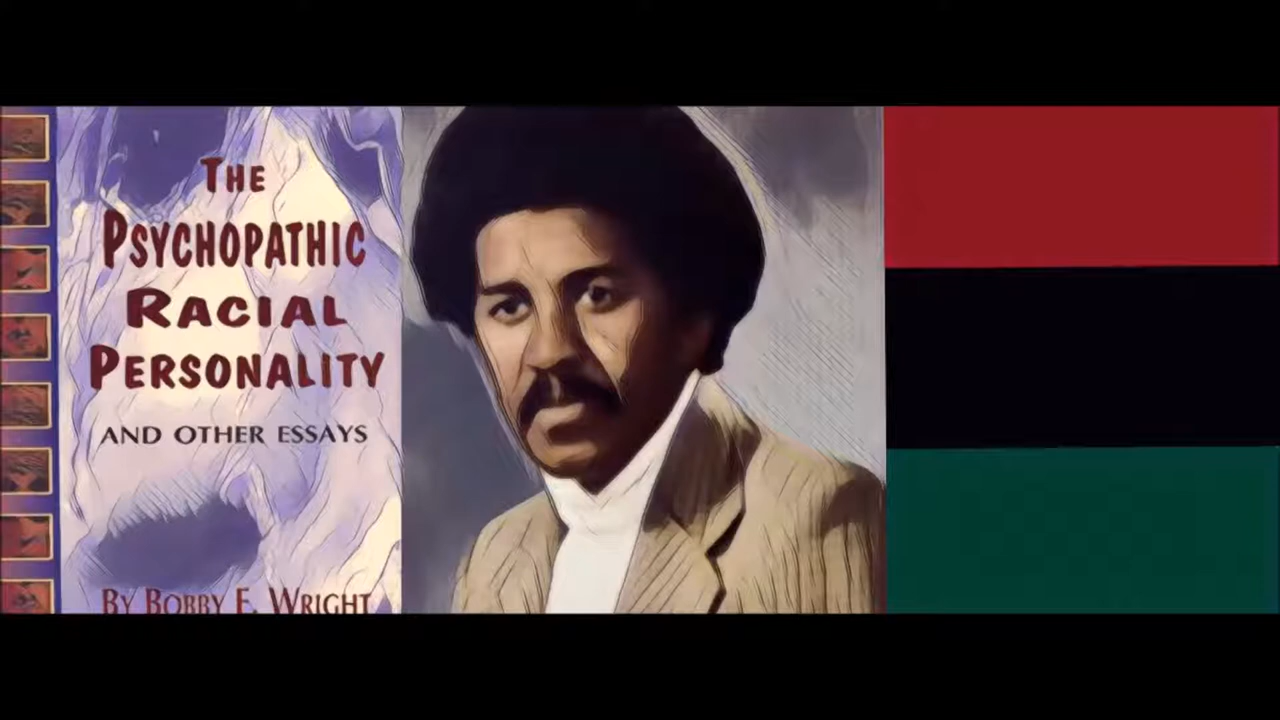 THE
PSYCHOPATHIC
RACIAL
PERSONALITY
AND OTHER ESSAYS
BY BOBBY E. WRIGHT